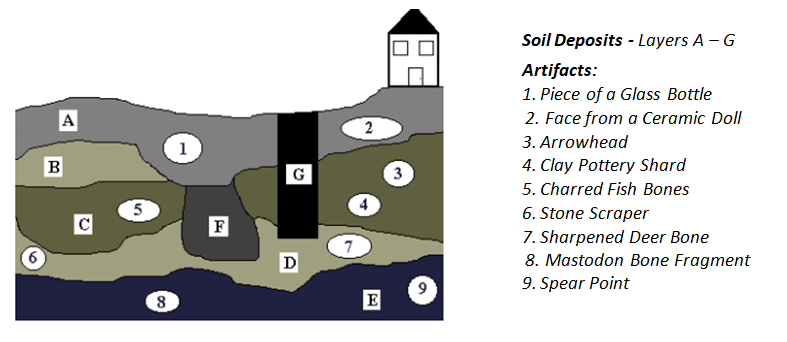 A
B
C
D
E
F
G
1
2
3
4
5
6
7
8
9
Soil Deposits - Layers A – G
Artifacts:
1. Piece of a Glass Bottle
2. Face from a Ceramic Doll
3. Arrowhead
4. Clay Pottery Shard
5. Charred Fish Bones
6. Stone Scraper
7. Sharpened Deer Bone
8. Mastodon Bone Fragment
9. Spear Point